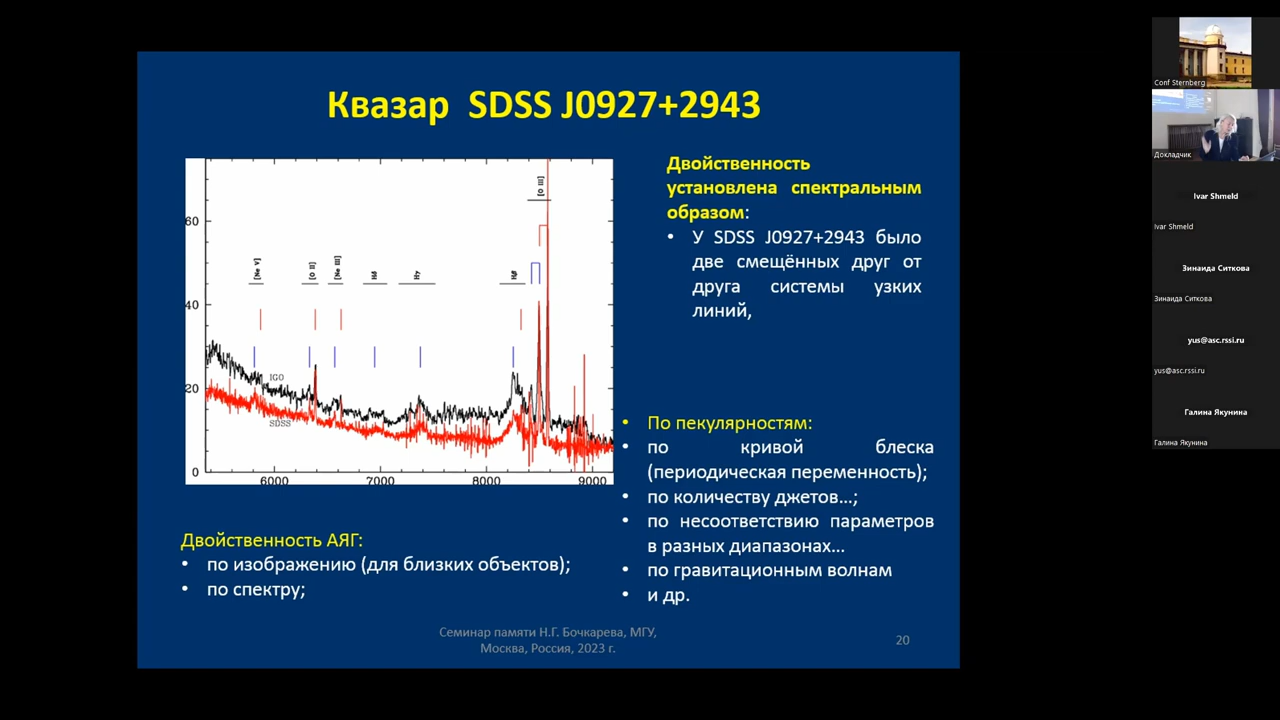 Квазар SDSS J0927+2943
Двойственность
установлена спектральным
образом:
• У SDSS J0927+2943 было
две смещённых друг от
друга системы узких
линий,
[O III]
[Ne V]
[O II]
[Ne III]
Hδ
Hγ
Hβ
60
40
20
0
IGO
SDSS
6000 7000 8000 9000
• По пекулярностям:
• по кривой блеска
(периодическая переменность);
• по количеству джетов…;
• по несоответствию параметров
в разных диапазонах…
• по гравитационным волнам
• и др.
Двойственность АЯГ:
• по изображению (для близких объектов);
• по спектру;
Семинар памяти Н.Г. Бочкарева, МГУ,
Москва, Россия, 2023 г.
20
Conf Sternberg
Докладчик
Ivar Shmeld
Ivar Shmeld
Зинаида Ситкова
Зинаида Ситкова
yus@asc.rssi.ru
yus@asc.rssi.ru
Галина Якунина
Галина Якунина